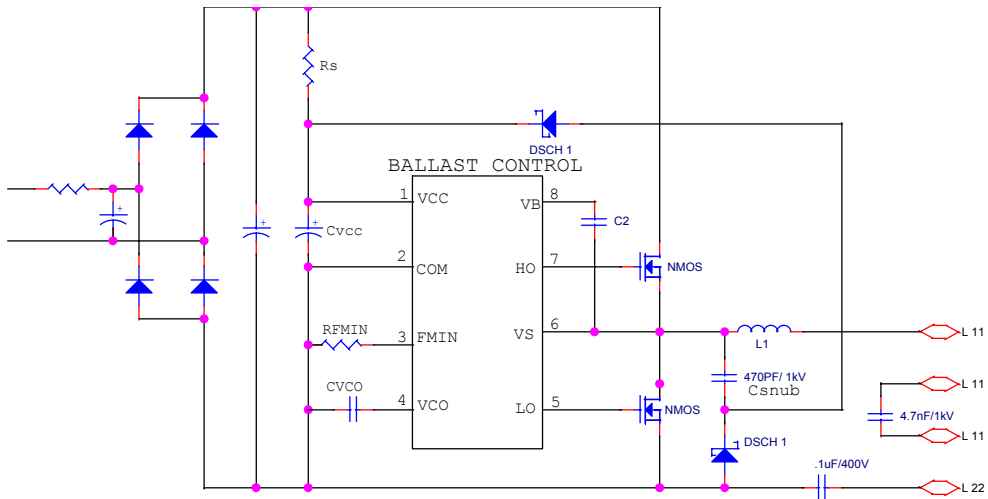 Rs
DSCH 1
BALLAST CONTROL
1 VCC VB 8
C2
Cvcc
2 COM HO 7
NMOS
RFMIN
3 FMIN VS 6
L1
L 11
CVCO
470PF/ 1kV
Csnub
L 11
4 VCO LO 5
NMOS
4.7nF/1kV
L 11
DSCH 1
.1uF/400V
L 22
+
+
+